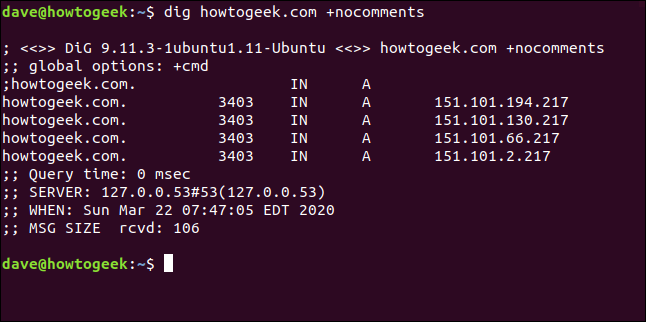 dave@howtogeek:~$ dig howtogeek.com +nocomments
; <<>> DiG 9.11.3-1ubuntu1.11-Ubuntu <<>> howtogeek.com +nocomments
;; global options: +cmd
;howtogeek.com. IN A
howtogeek.com. 3403 IN A 151.101.194.217
howtogeek.com. 3403 IN A 151.101.130.217
howtogeek.com. 3403 IN A 151.101.66.217
howtogeek.com. 3403 IN A 151.101.2.217
;; Query time: 0 msec
;; SERVER: 127.0.0.53#53(127.0.0.53)
;; WHEN: Sun Mar 22 07:47:05 EDT 2020
;; MSG SIZE rcvd: 106
dave@howtogeek:~$